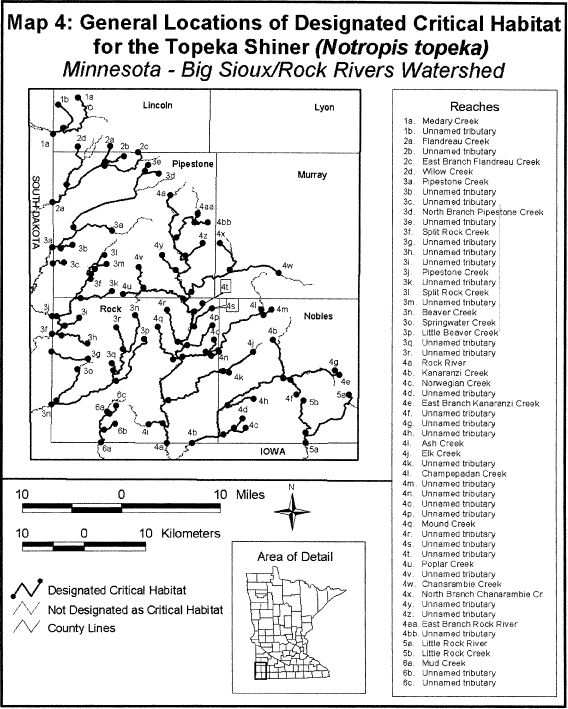 Map 4: General Locations of Designated Critical Habitat
for the Topeka Shiner (Notropis topeka)
Minnesota - Big Sioux/Rock Rivers Watershed
Lincoln
Lyon
Pipestone
Murray
Rock
Nobles
SOUTH DAKOTA
IOWA
1a
1b
1a
2d
2a
2b
2c
3e
3d
2a
4a
4aa
4bb
4z
4x
4w
3a
3a
3b
3c
3l
3m
3f
3k
4y
4v
4u
4t
4s
3j
3i
3f
3h
3g
3o
3n
3n
3r
3p
3q
4r
4q
4p
4o
4n
4l
4m
4j
4b
4k
4g
4e
4f
5b
5a
4h
4d
4c
6c
6a
6b
6a
4i
4a
4b
5a
Reaches
1a. Medary Creek
1b. Unnamed tributary
2a. Flandreau Creek
2b. Unnamed tributary
2c. East Branch Flandreau Creek
2d. Willow Creek
3a. Pipestone Creek
3b. Unnamed tributary
3c. Unnamed tributary
3d. North Branch Pipestone Creek
3e. Unnamed tributary
3f. Split Rock Creek
3g. Unnamed tributary
3h. Unnamed tributary
3i. Unnamed tributary
3j. Pipestone Creek
3k. Unnamed tributary
3l. Split Rock Creek
3m. Unnamed tributary
3n. Beaver Creek
3o. Springwater Creek
3p. Little Beaver Creek
3q. Unnamed tributary
3r. Unnamed tributary
4a. Rock River
4b. Kanaranzi Creek
4c. Norwegian Creek
4d. Unnamed tributary
4e. East Branch Kanaranzi Creek
4f. Unnamed tributary
4g. Unnamed tributary
4h. Unnamed tributary
4i. Ash Creek
4j. Elk Creek
4k. Unnamed tributary
4l. Champepadan Creek
4m. Unnamed tributary
4n. Unnamed tributary
4o. Unnamed tributary
4p. Unnamed tributary
4q. Mound Creek
4r. Unnamed tributary
4s. Unnamed tributary
4t. Unnamed tributary
4u. Poplar Creek
4v. Unnamed tributary
4w. Chanarambie Creek
4x. North Branch Chanarambie Cr.
4y. Unnamed tributary
4z. Unnamed tributary
4aa. East Branch Rock River
4bb. Unnamed tributary
5a. Little Rock River
5b. Little Rock Creek
6a. Mud Creek
6b. Unnamed tributary
6c. Unnamed tributary
10 0 10 Miles
10 0 10 Kilometers
N
Designated Critical Habitat
Not Designated as Critical Habitat
County Lines
Area of Detail